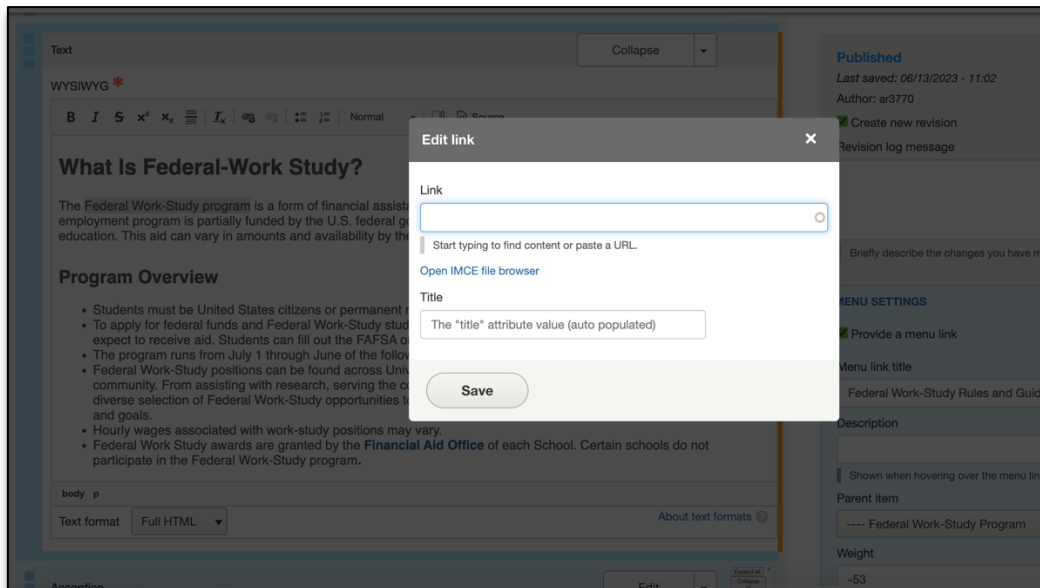 Text
Collapse
WYSIWYG
B I S x² xₑ Iₓ Normal Source
What Is Federal-Work Study?
The Federal Work-Study program is a form of financial assista
employment program is partially funded by the U.S. federal go
education. This aid can vary in amounts and availability by the
Program Overview
Students must be United States citizens or permanent r
To apply for federal funds and Federal Work-Study stud
expect to receive aid. Students can fill out the FAFSA o
The program runs from July 1 through June of the follow
Federal Work-Study positions can be found across Univ
community. From assisting with research, serving the co
diverse selection of Federal Work-Study opportunities to
and goals.
Hourly wages associated with work-study positions may vary.
Federal Work Study awards are granted by the Financial Aid Office of each School. Certain schools do not
participate in the Federal Work-Study program.
body p
Text format Full HTML
About text formats ?
Accordion
Edit
Expand all
Collapse
Edit link ×
Link
Start typing to find content or paste a URL.
Open IMCE file browser
Title
The "title" attribute value (auto populated)
Save
Published
Last saved: 06/13/2023 - 11:02
Author: ar3770
Create new revision
Revision log message
Briefly describe the changes you have m
MENU SETTINGS
Provide a menu link
Menu link title
Federal Work-Study Rules and Guid
Description
Shown when hovering over the menu lin
Parent item
---- Federal Work-Study Program
Weight
-53